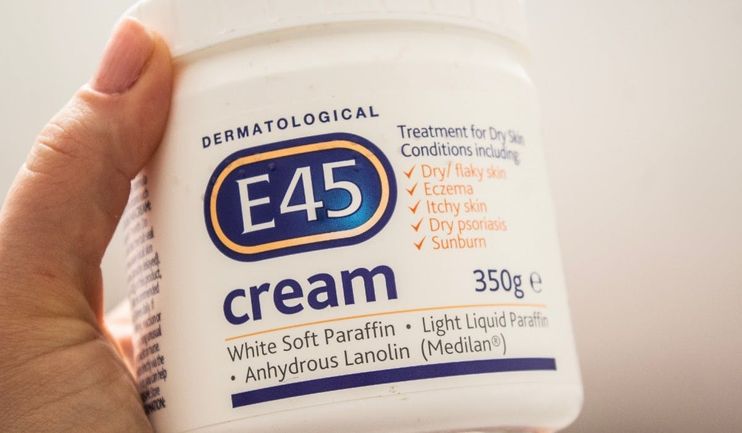 DERMATOLOGICAL
E45
cream
Treatment for Dry Skin
Conditions including:
✓ Dry/ flaky skin
✓ Eczema
✓ Itchy skin
✓ Dry psoriasis
✓ Sunburn
350g ℮
White Soft Paraffin • Light Liquid Paraffin
• Anhydrous Lanolin (Medilan®)